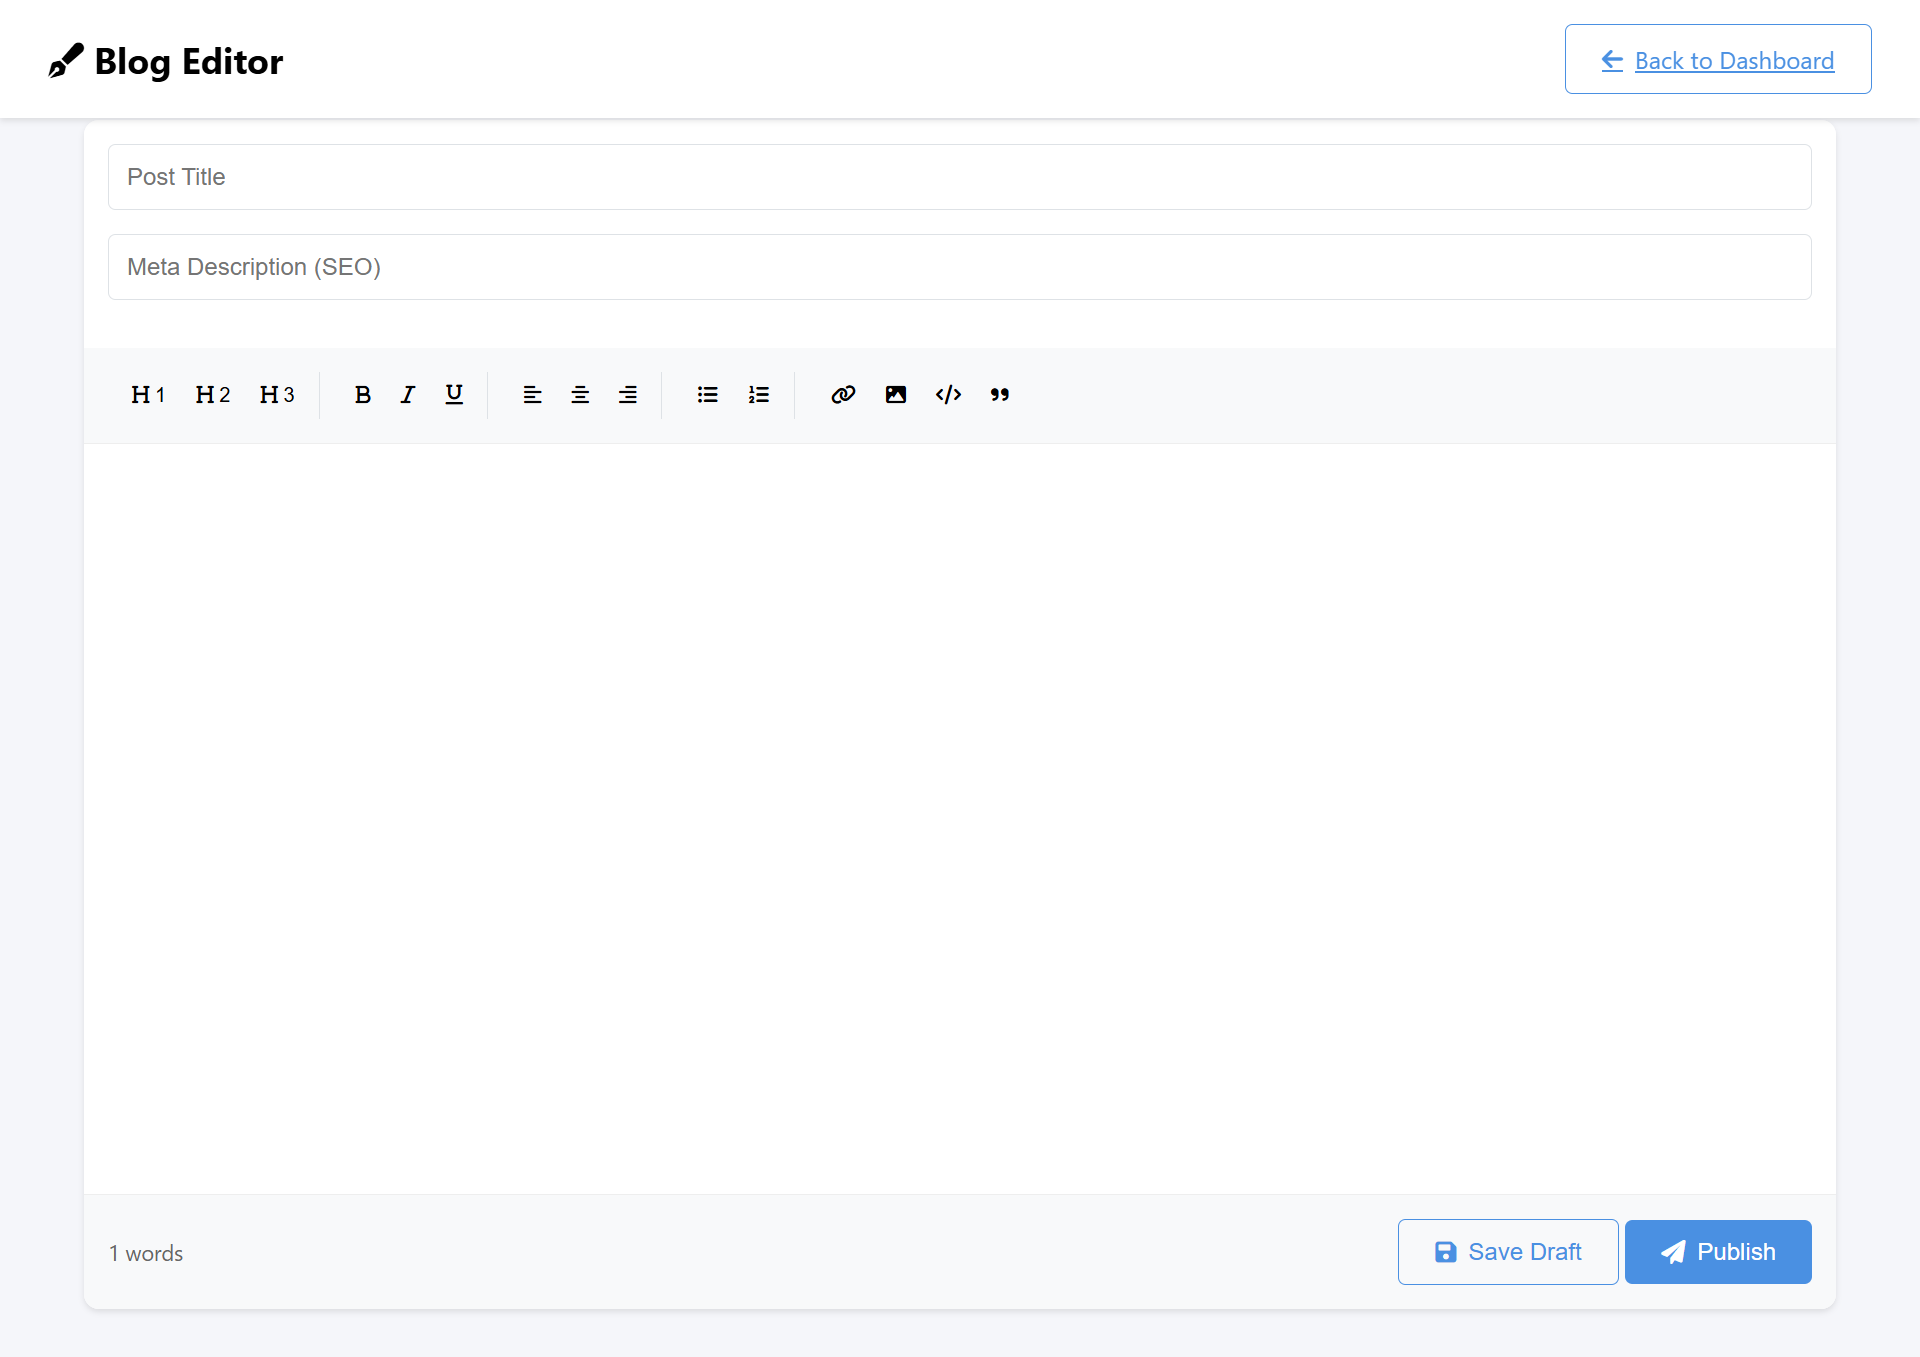 Blog Editor
Back to Dashboard
Post Title
Meta Description (SEO)
H1 H2 H3 B I U
1 words
Save Draft
Publish